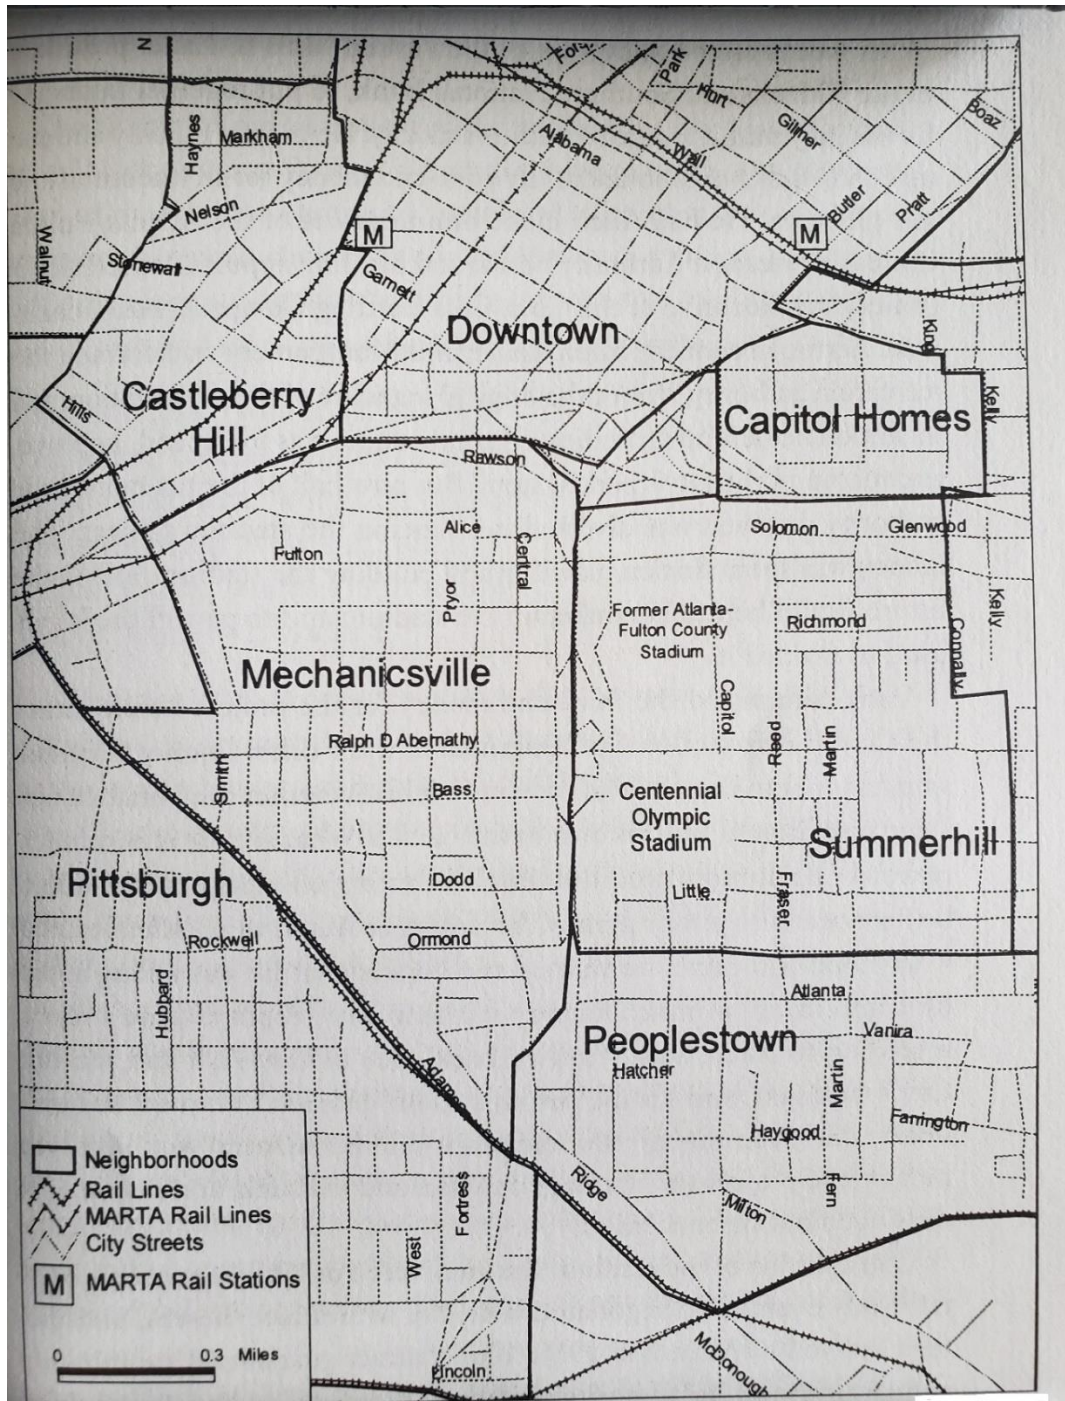 Z
Park
Hurt
Gilmer
Boaz
Haynes
Markham
Alabama
Wall
Nelson
Butler
Pratt
Walnut
Stonewall
M
M
Garnett
Downtown
King
Castleberry
Hill
Hills
Capitol Homes
Kelly
Rawson
Alice
Solomon
Glenwood
Fulton
Central
Pryor
Former Atlanta-
Fulton County
Stadium
Richmond
Kelly
Connally
Mechanicsville
Capitol
Reed
Martin
Ralph D Abernathy
Smith
Bass
Centennial
Olympic
Stadium
Summerhill
Pittsburgh
Dodd
Little
Fraser
Rockwell
Ormond
Hubbard
Atlanta
Peoplestown
Vanira
Hatcher
Martin
Haygood
Farrington
Ridge
Fern
Milton
Fortress
West
McDonough
Lincoln
Neighborhoods
Rail Lines
MARTA Rail Lines
City Streets
M MARTA Rail Stations
0 0.3 Miles